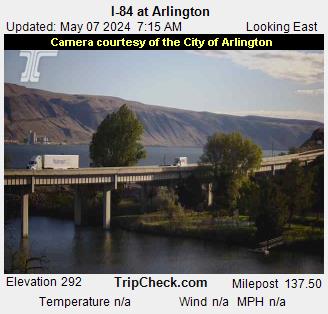 I-84 at Arlington
Updated: May 07 2024 7:15 AM Looking East
Camera courtesy of the City of Arlington
Elevation 292 TripCheck.com Milepost 137.50
Temperature n/a Wind n/a MPH n/a